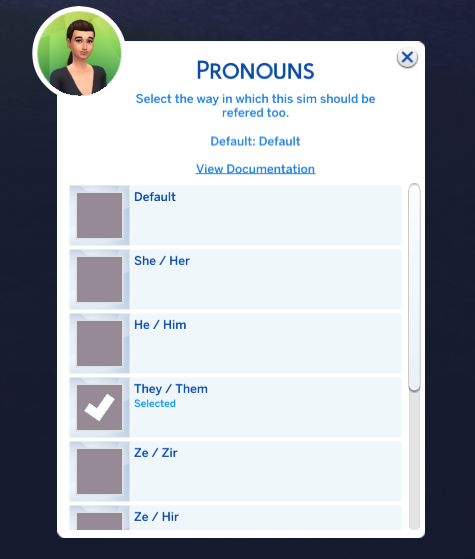 Pronouns
Select the way in which this sim should be
refered too.
Default: Default
View Documentation
Default
She / Her
He / Him
They / Them
Selected
Ze / Zir
Ze / Hir